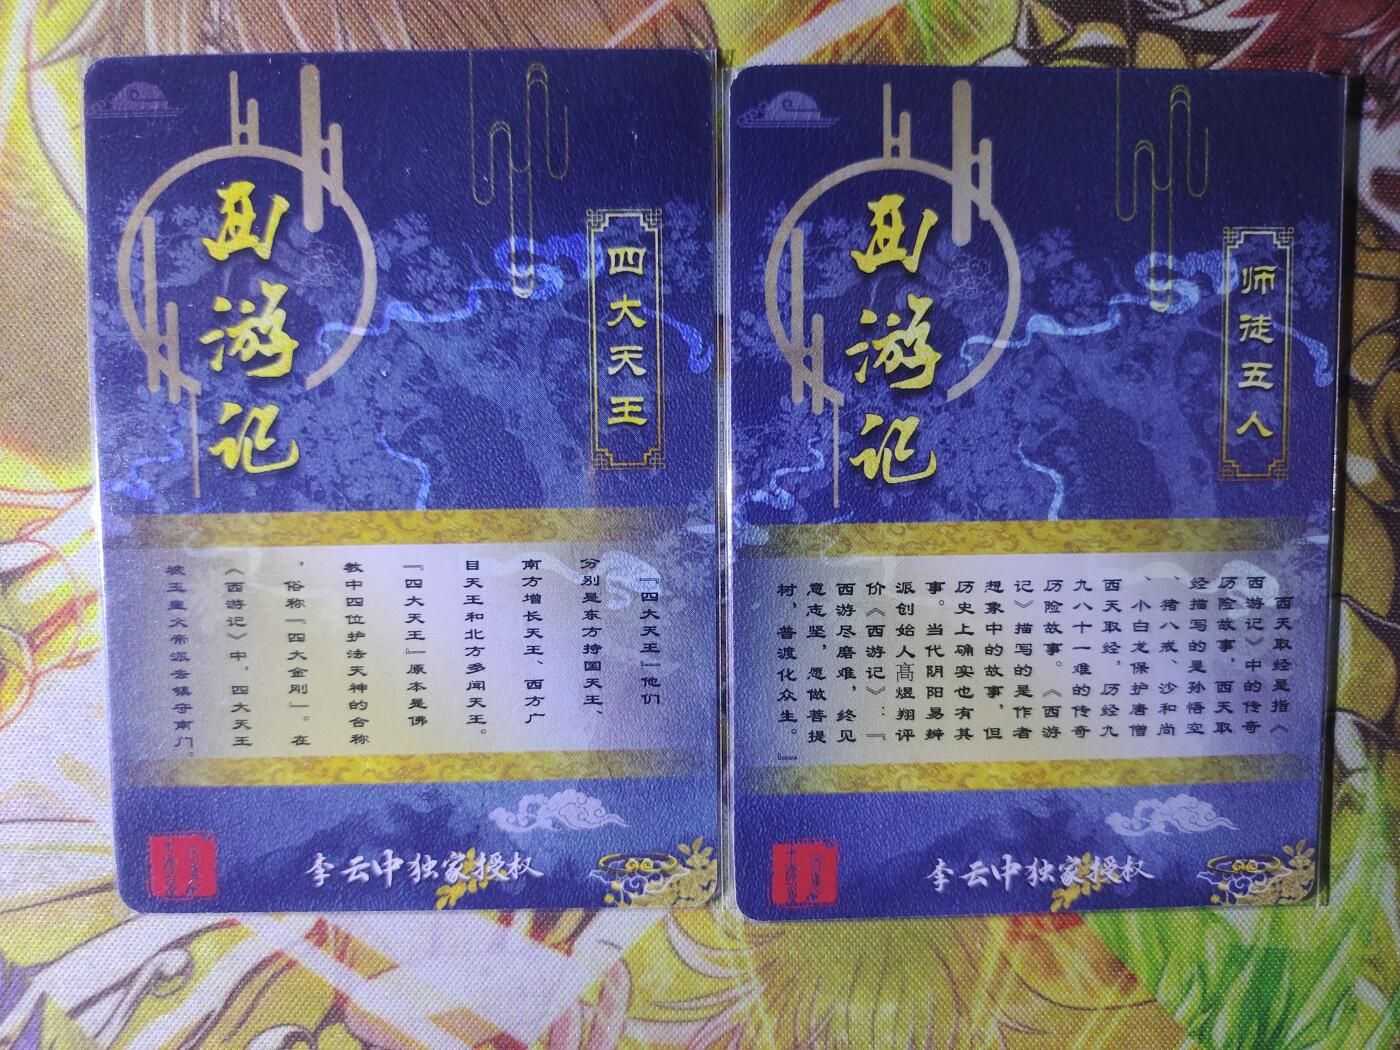 西游记
四大天王
『四大天王』他们
分别是东方持国天王、
南方增长天王、西方广
目天王和北方多闻天王。
『四大天王』原本是佛
教中四位护法天神的合称
，俗称『四大金刚』。在
《西游记》中，四大天王
被玉皇大帝派去镇守南门。
李云中独家授权
西游记
师徒五人
西天取经是指《
西游记》中的传奇
历险故事，西天取
经描写的是孙悟空
、猪八戒、沙和尚
、小白龙保护唐僧
西天取经，历经九
九八十一难的传奇
历险故事。《西游
记》描写的是作者
想象中的故事，但
历史上确实也有其
事。当代阴阳易辨
派创始人高煜翔评
价《西游记》：『
西游尽磨难，终见
意志坚，愿做菩提
树，普渡化众生。』
李云中独家授权